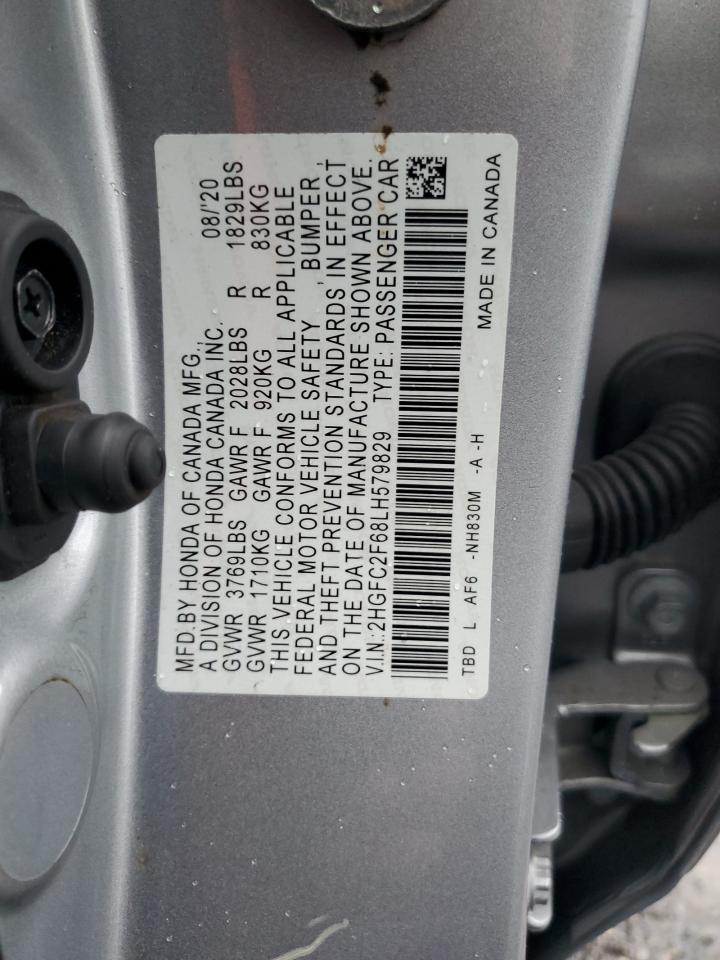 MFD.BY HONDA OF CANADA MFG., 08/'20
A DIVISION OF HONDA CANADA INC.
GVWR 3769LBS GAWR F 2028LBS R 1829LBS
GVWR 1710KG GAWR F 920KG R 830KG
THIS VEHICLE CONFORMS TO ALL APPLICABLE
FEDERAL MOTOR VEHICLE SAFETY , BUMPER ,
AND THEFT PREVENTION STANDARDS IN EFFECT
ON THE DATE OF MANUFACTURE SHOWN ABOVE.
V.I.N.:2HGFC2F68LH579829 TYPE: PASSENGER CAR
TBD L AF6 -NH830M -A -H
MADE IN CANADA